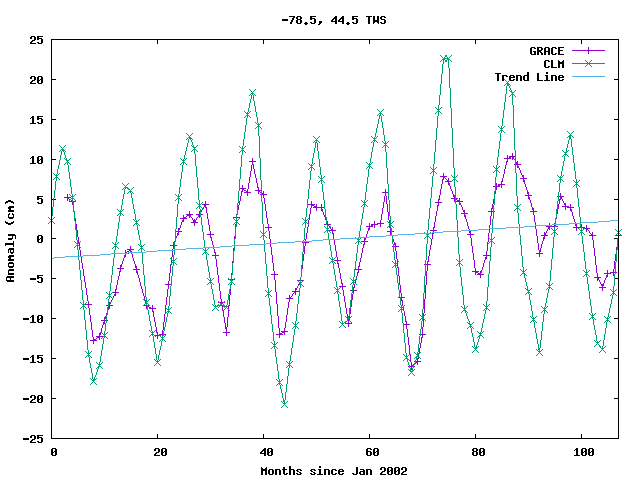 -78.5, 44.5 TWS
GRACE
CLM
Trend Line
25
20
15
10
5
0
-5
-10
-15
-20
-25
Anomaly (cm)
0 20 40 60 80 100
Months since Jan 2002